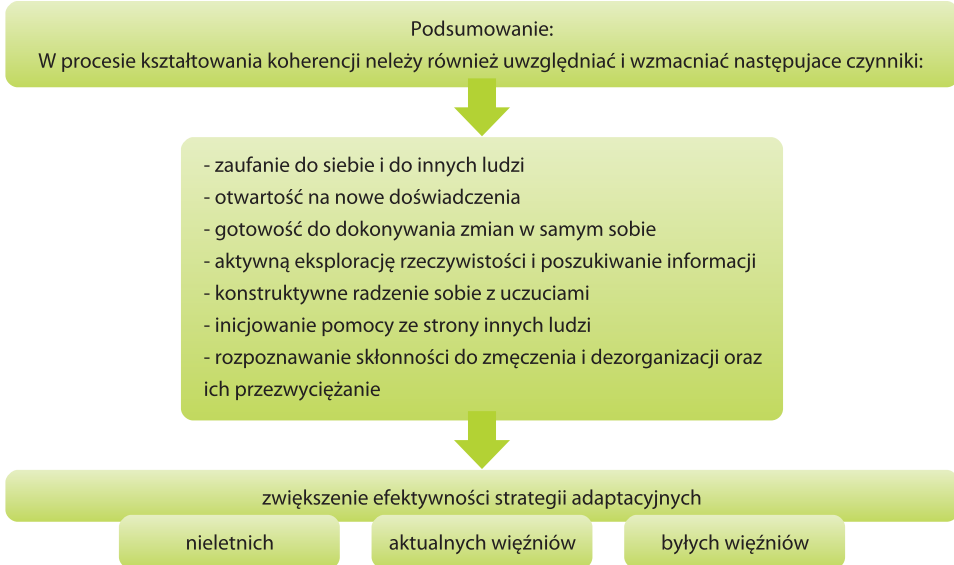 Podsumowanie:
W procesie kształtowania koherencji neleży również uwzględniać i wzmacniać następujace czynniki:
- zaufanie do siebie i do innych ludzi
- otwartość na nowe doświadczenia
- gotowość do dokonywania zmian w samym sobie
- aktywną eksplorację rzeczywistości i poszukiwanie informacji
- konstruktywne radzenie sobie z uczuciami
- inicjowanie pomocy ze strony innych ludzi
- rozpoznawanie skłonności do zmęczenia i dezorganizacji oraz
ich przezwyciężanie
zwiększenie efektywności strategii adaptacyjnych
nieletnich
aktualnych więźniów
byłych więźniów